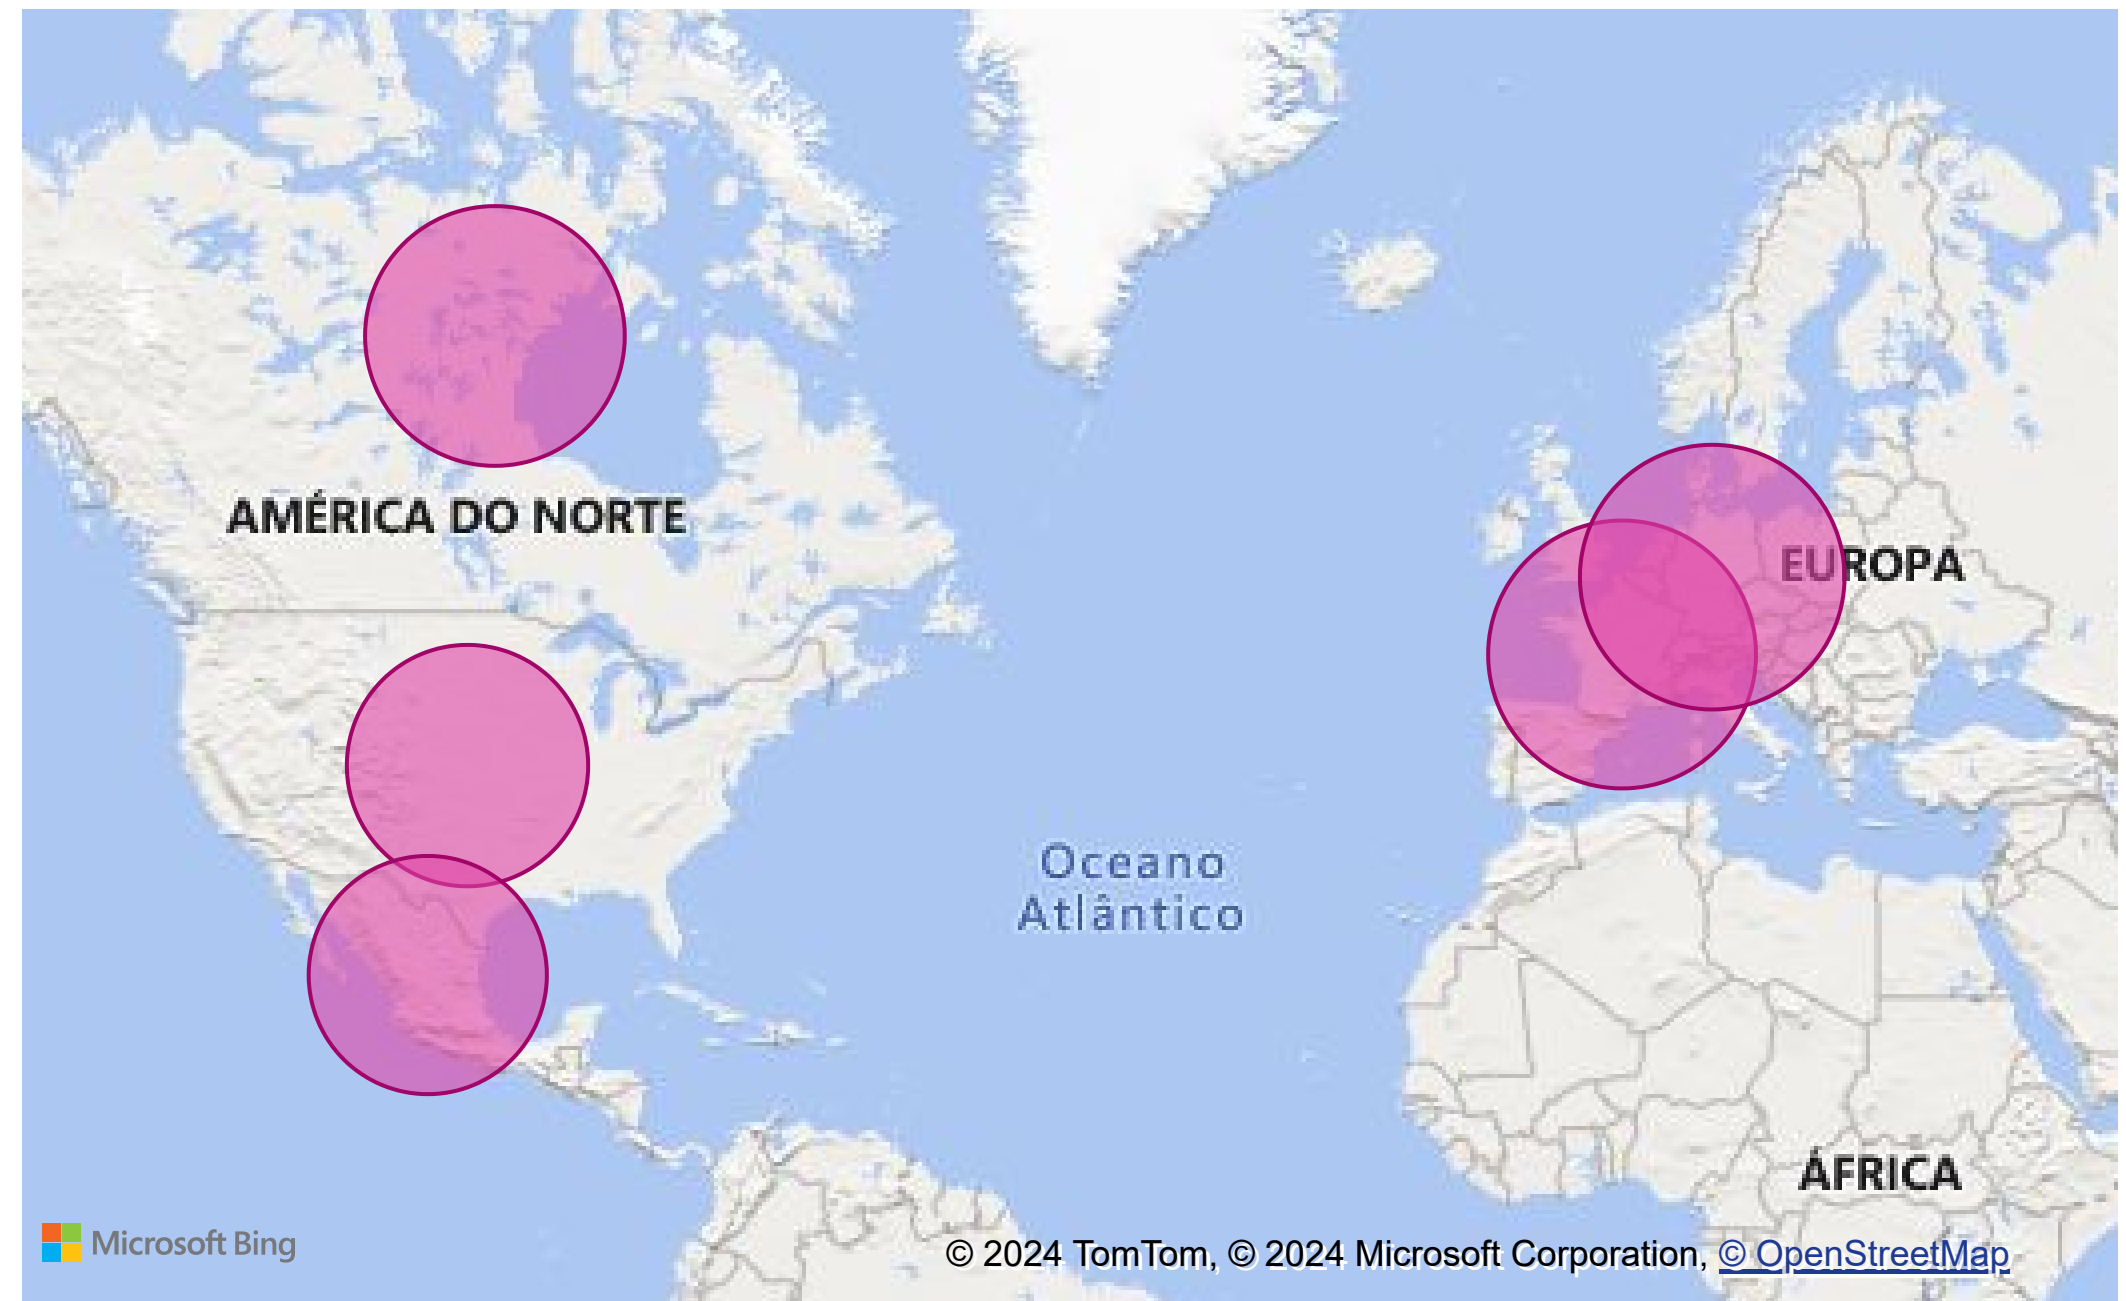 AMÉRICA DO NORTE
EUROPA
Oceano
Atlântico
ÁFRICA
Microsoft Bing
© 2024 TomTom, © 2024 Microsoft Corporation, © OpenStreetMap